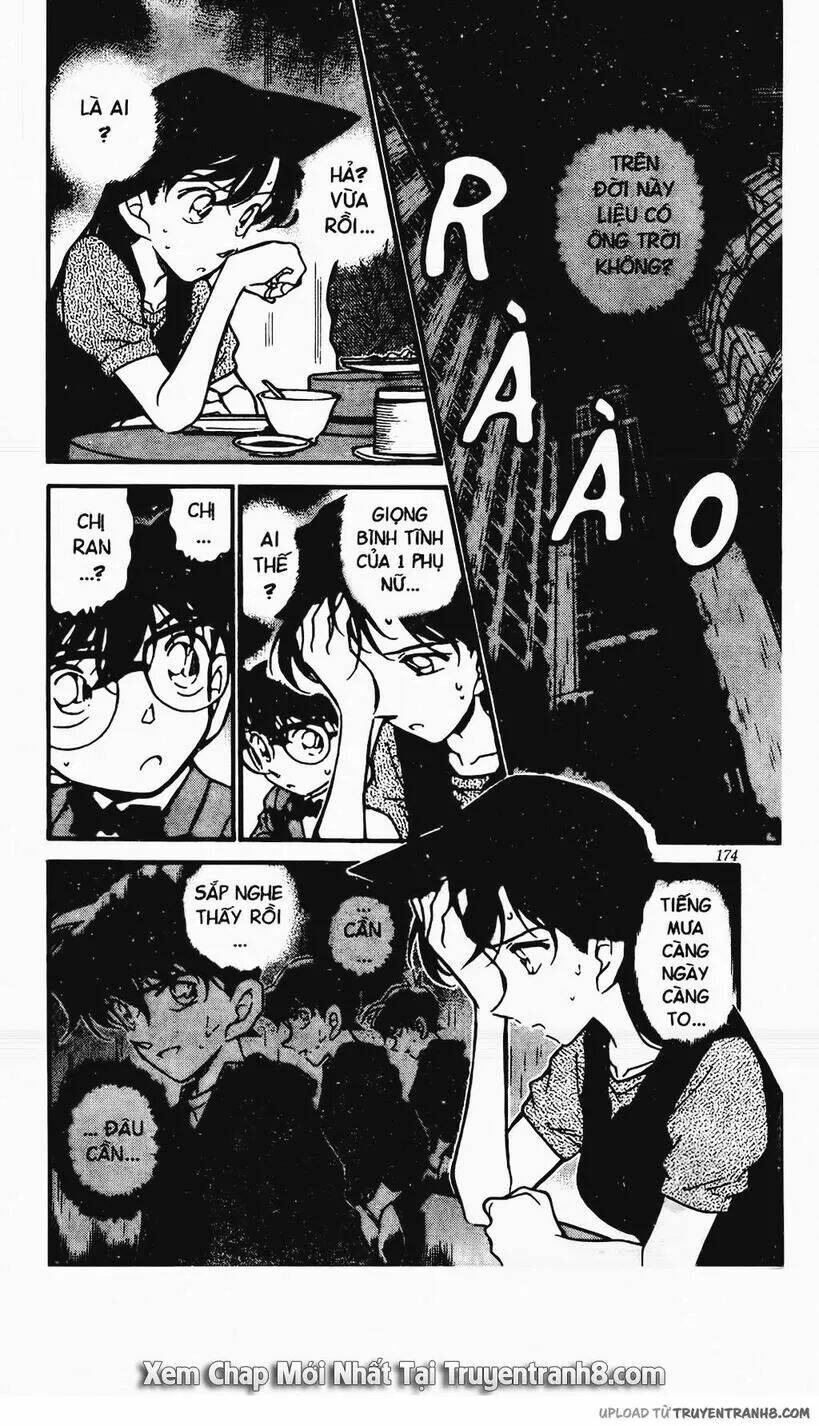 LÀ AI
?
HẢ?
VỪA
RỒI...
TRÊN
ĐỜI NÀY
LIỆU CÓ
ÔNG TRỜI
KHÔNG?
RÀÀO
CHỊ
...
CHỊ
RAN
...?
GIỌNG
BÌNH TĨNH
CỦA 1 PHỤ
NỮ...
AI
THẾ
?
174
SẮP NGHE
THẤY RỒI
...
...
CẦN
...
... ĐÂU
CẦN...
TIẾNG
MƯA
CÀNG
NGÀY
CÀNG
TO...
Xem Chap Mới Nhất Tại Truyentranh8.com
UPLOAD TỪ TRUYENTRANH8.COM